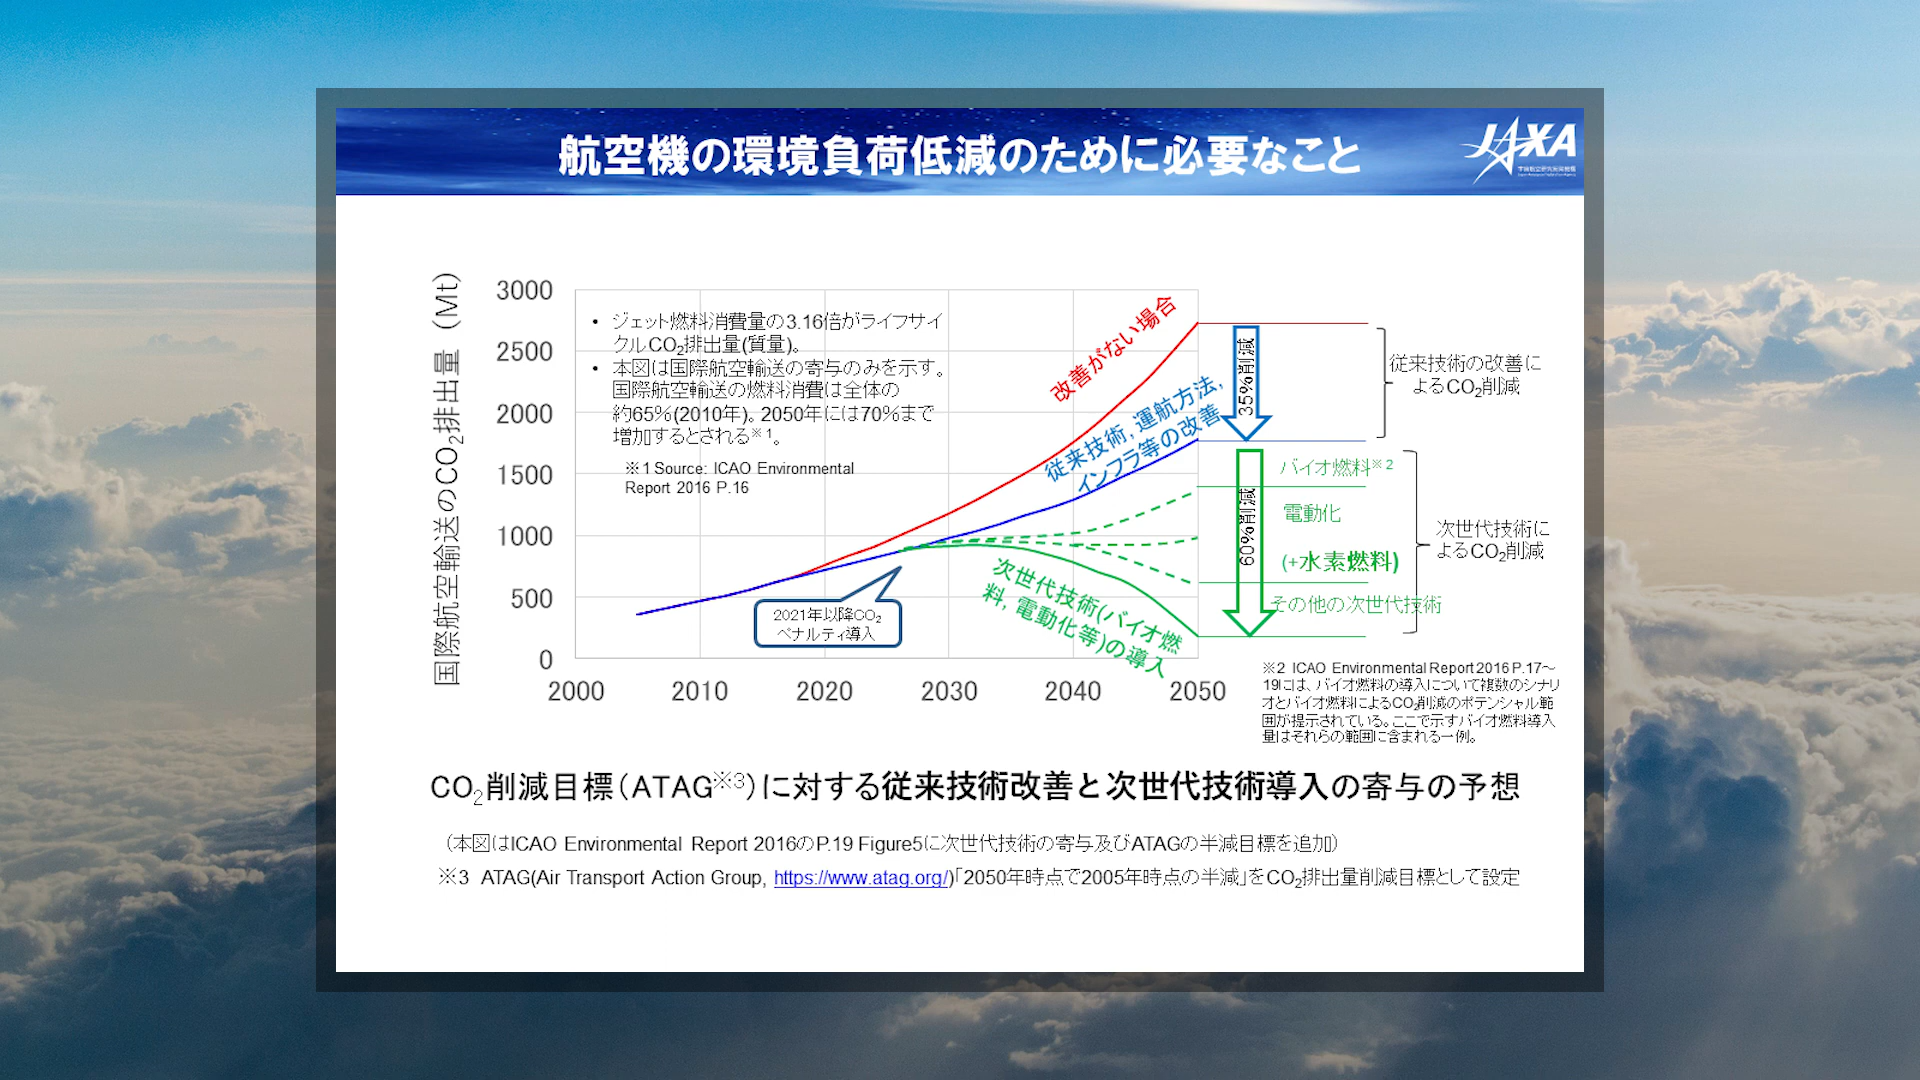 航空機の環境負荷低減のために必要なこと
JAXA
国際航空輸送のCO2排出量 (Mt)
3000
2500
2000
1500
1000
500
0
2000
2010
2020
2030
2040
2050
• ジェット燃料消費量の3.16倍がライフサイ
クルCO2排出量(質量)。
• 本図は国際航空輸送の寄与のみを示す。
国際航空輸送の燃料消費は全体の
約65%(2010年)。2050年には70%まで
増加するとされる※1。
※1 Source: ICAO Environmental
Report 2016 P.16
改善がない場合
従来技術, 運航方法,
インフラ等の改善
2021年以降CO2
ペナルティ導入
次世代技術(バイオ燃
料, 電動化等)の導入
35%削減
従来技術の改善に
よるCO2削減
60%削減
バイオ燃料※2
電動化
(+水素燃料)
その他の次世代技術
次世代技術に
よるCO2削減
※2 ICAO Environmental Report 2016 P.17～
19には、バイオ燃料の導入について複数のシナリ
オとバイオ燃料によるCO2削減のポテンシャル範
囲が提示されている。ここで示すバイオ燃料導入
量はそれらの範囲に含まれる一例。
CO2削減目標(ATAG※3)に対する従来技術改善と次世代技術導入の寄与の予想
(本図はICAO Environmental Report 2016のP.19 Figure5に次世代技術の寄与及びATAGの半減目標を追加)
※3 ATAG(Air Transport Action Group, https://www.atag.org/)「2050年時点で2005年時点の半減」をCO2排出量削減目標として設定